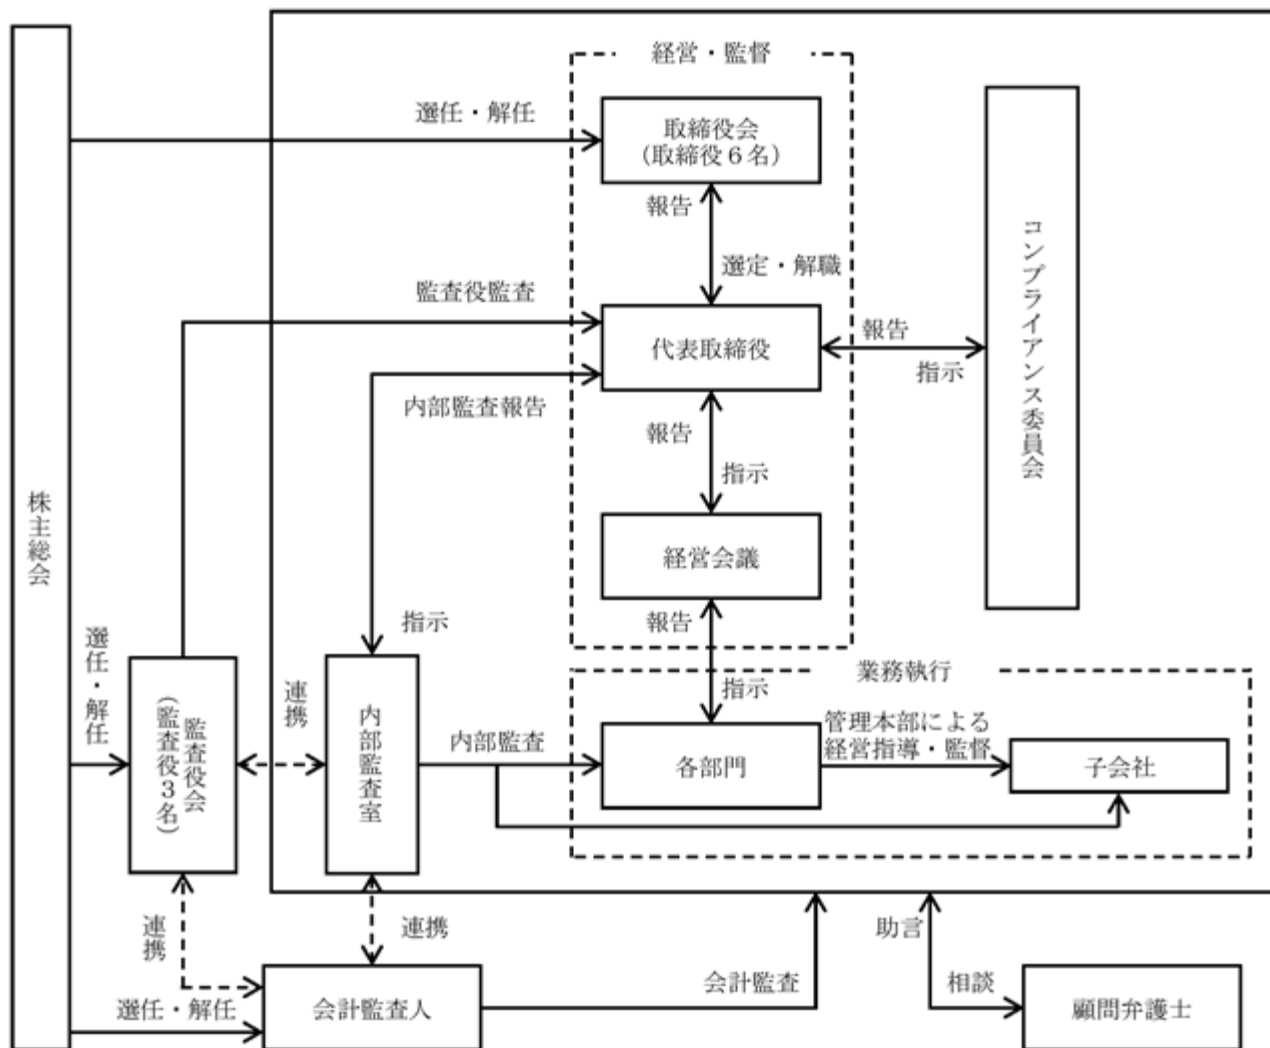 経営・監督
選任・解任
取締役会
（取締役６名）
報告
選定・解職
監査役監査
代表取締役
報告
指示
コンプライアンス委員会
内部監査報告
報告
指示
経営会議
株主総会
指示
報告
業務執行
選任・解任
監査役会
（監査役３名）
連携
内部監査室
内部監査
指示
各部門
管理本部による
経営指導・監督
子会社
連携
連携
助言
選任・解任
会計監査人
会計監査
相談
顧問弁護士